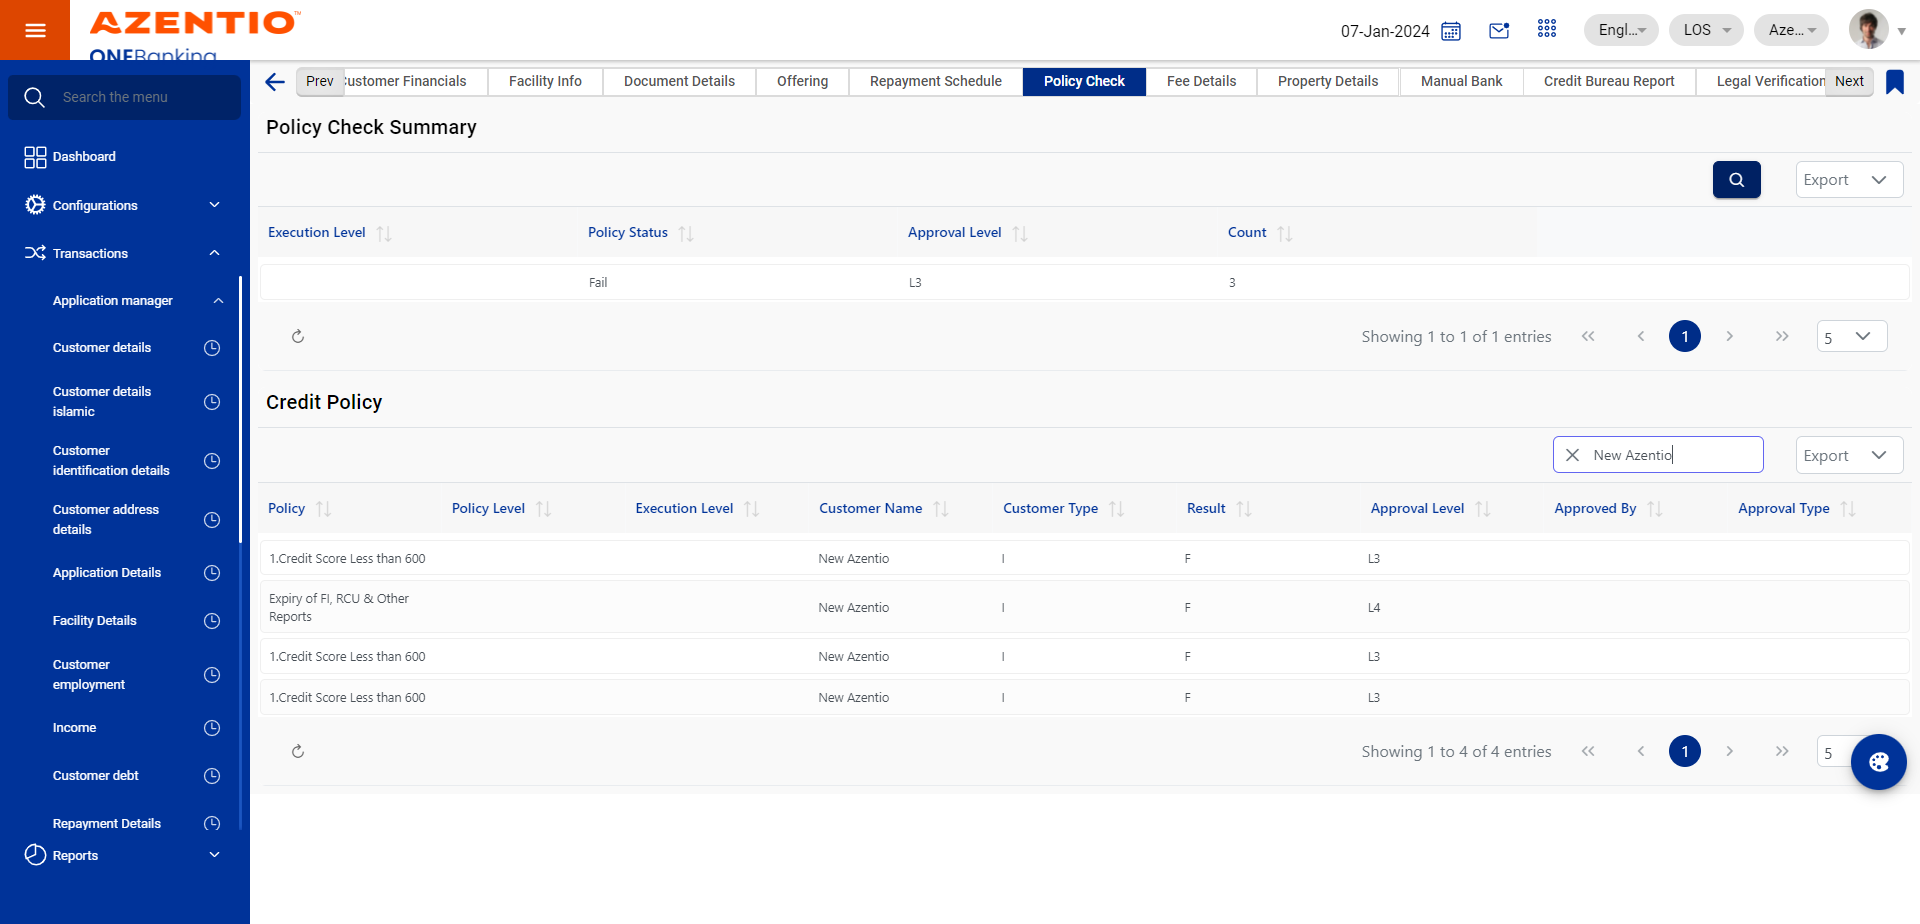 AZENTIO™
ONEBanking
07-Jan-2024
Engl...
LOS
Aze...
Search the menu
Dashboard
Configurations
Transactions
Application manager
Customer details
Customer details
islamic
Customer
identification details
Customer address
details
Application Details
Facility Details
Customer
employment
Income
Customer debt
Repayment Details
Reports
Prev
Customer Financials
Facility Info
Document Details
Offering
Repayment Schedule
Policy Check
Fee Details
Property Details
Manual Bank
Credit Bureau Report
Legal Verification
Next
Policy Check Summary
Export
Execution Level
Policy Status
Approval Level
Count
Fail
L3
3
Showing 1 to 1 of 1 entries
1
5
Credit Policy
New Azentio
Export
Policy
Policy Level
Execution Level
Customer Name
Customer Type
Result
Approval Level
Approved By
Approval Type
1.Credit Score Less than 600
New Azentio
I
F
L3
Expiry of FI, RCU & Other
Reports
New Azentio
I
F
L4
1.Credit Score Less than 600
New Azentio
I
F
L3
1.Credit Score Less than 600
New Azentio
I
F
L3
Showing 1 to 4 of 4 entries
1
5